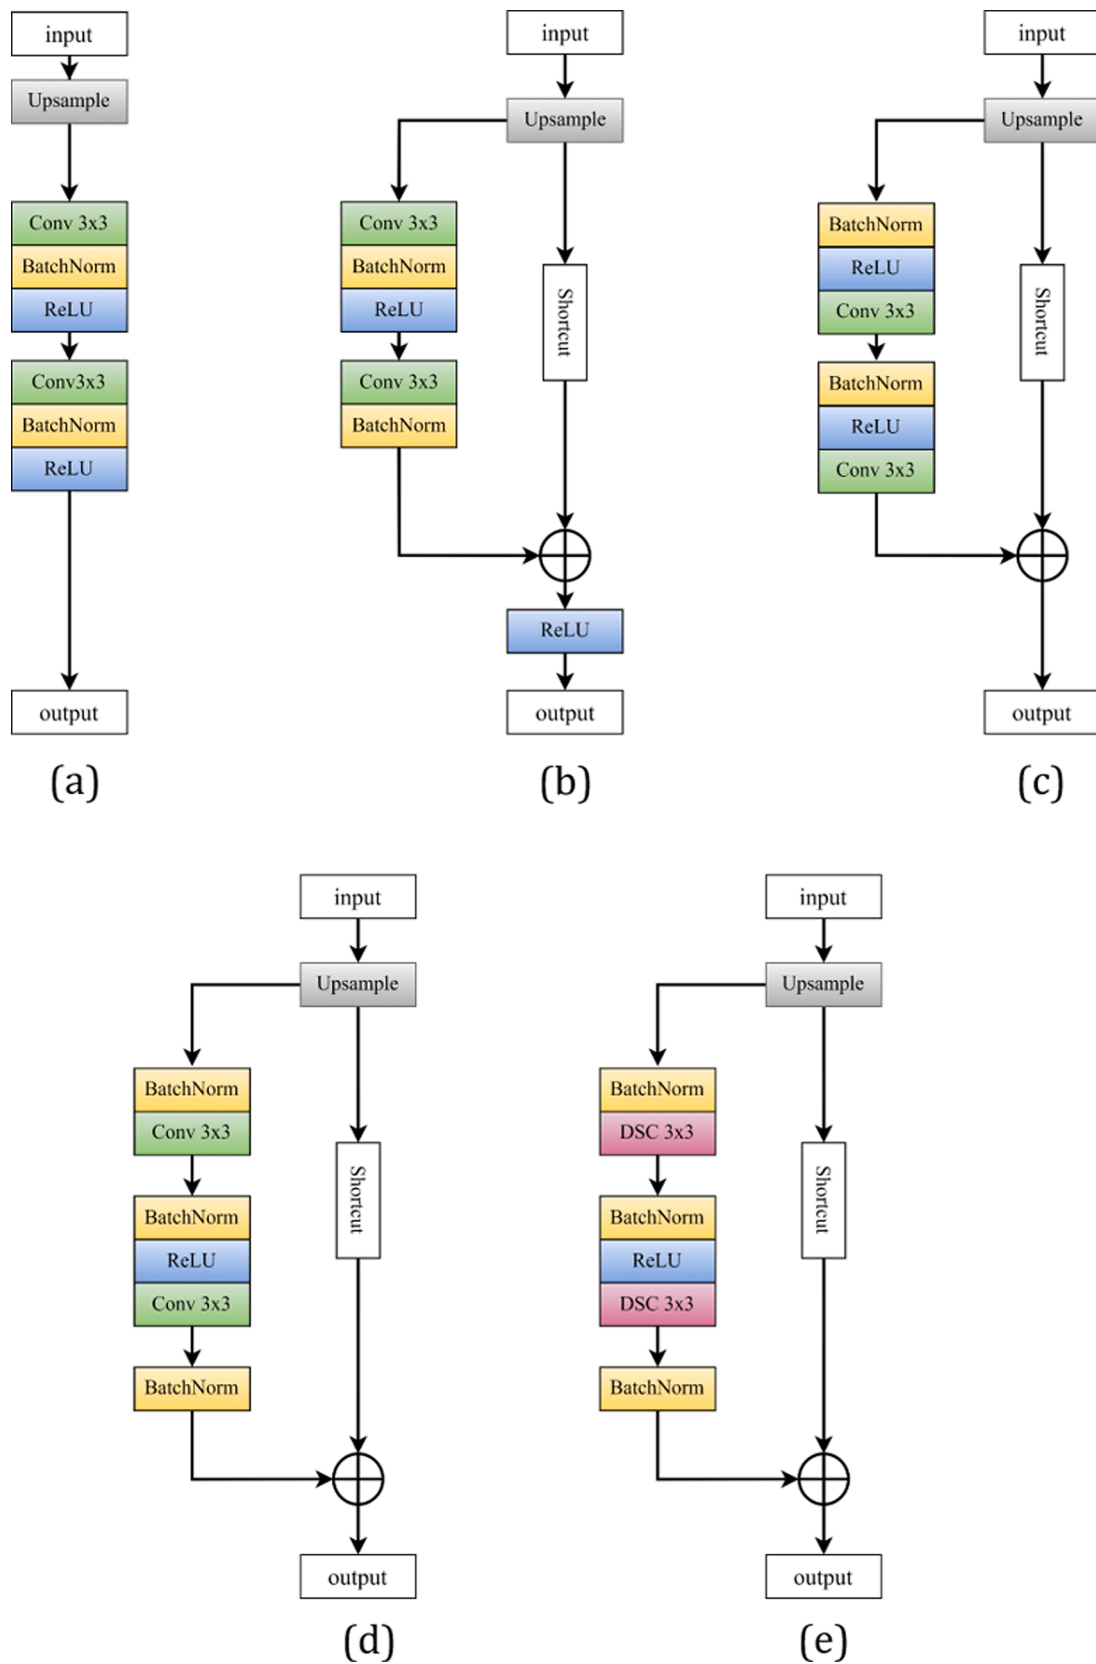 input
Upsample
Conv 3x3
BatchNorm
ReLU
Conv3x3
BatchNorm
ReLU
output
(a)
input
Upsample
Conv 3x3
BatchNorm
ReLU
Conv 3x3
BatchNorm
Shortcut
ReLU
output
(b)
input
Upsample
BatchNorm
ReLU
Conv 3x3
BatchNorm
ReLU
Conv 3x3
Shortcut
output
(c)
input
Upsample
BatchNorm
Conv 3x3
BatchNorm
ReLU
Conv 3x3
BatchNorm
Shortcut
output
(d)
input
Upsample
BatchNorm
DSC 3x3
BatchNorm
ReLU
DSC 3x3
BatchNorm
Shortcut
output
(e)